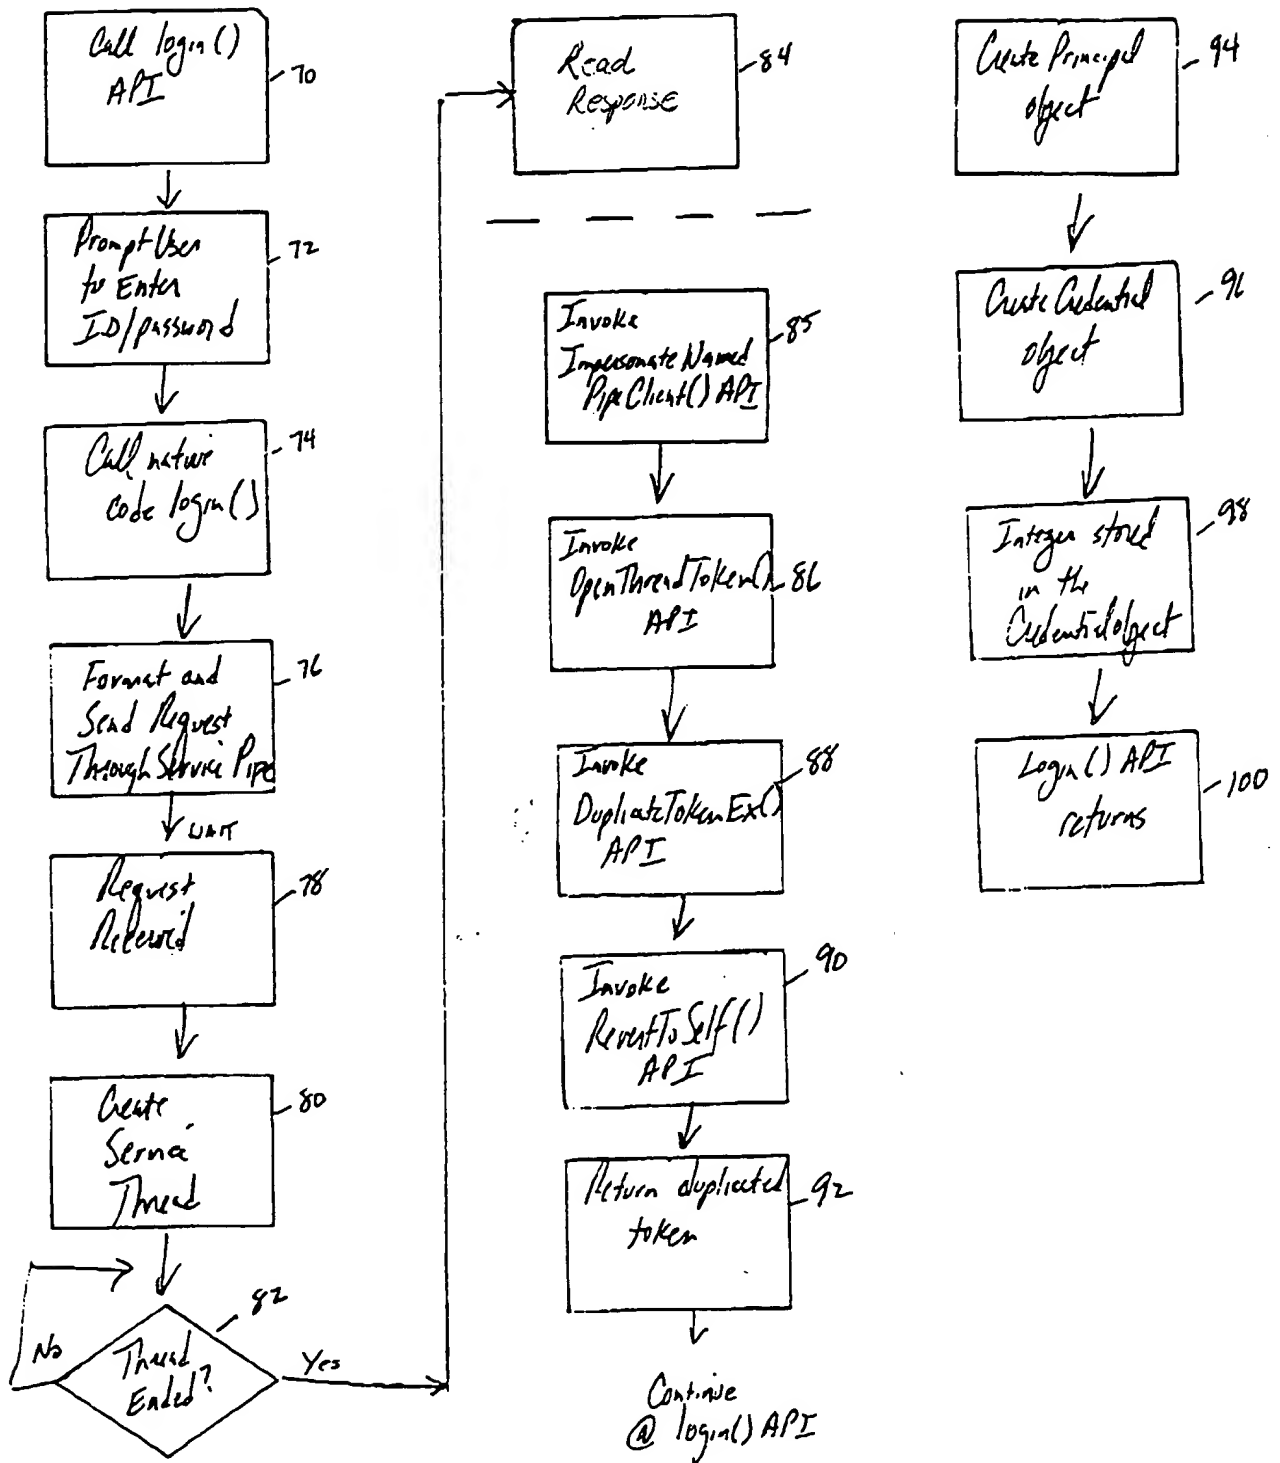 Call login()
API
70
Prompt User
to Enter
ID/password
72
Call native
code login()
74
Format and
Send Request
Through Service Pipe
76
WAIT
Request
Received
78
Create
Service
Thread
80
82
Thread
Ended?
No
Yes
Read
Response
84
Invoke
Impersonate Named
PipeClient() API
85
Invoke
OpenThreadToken()
API
86
Invoke
DuplicateTokenEx()
API
88
Invoke
RevertToSelf()
API
90
Return duplicated
token
92
Continue
@ login() API
Create Principal
object
94
Create Credential
object
96
Integer stored
in the
Credential object
98
Login() API
returns
100